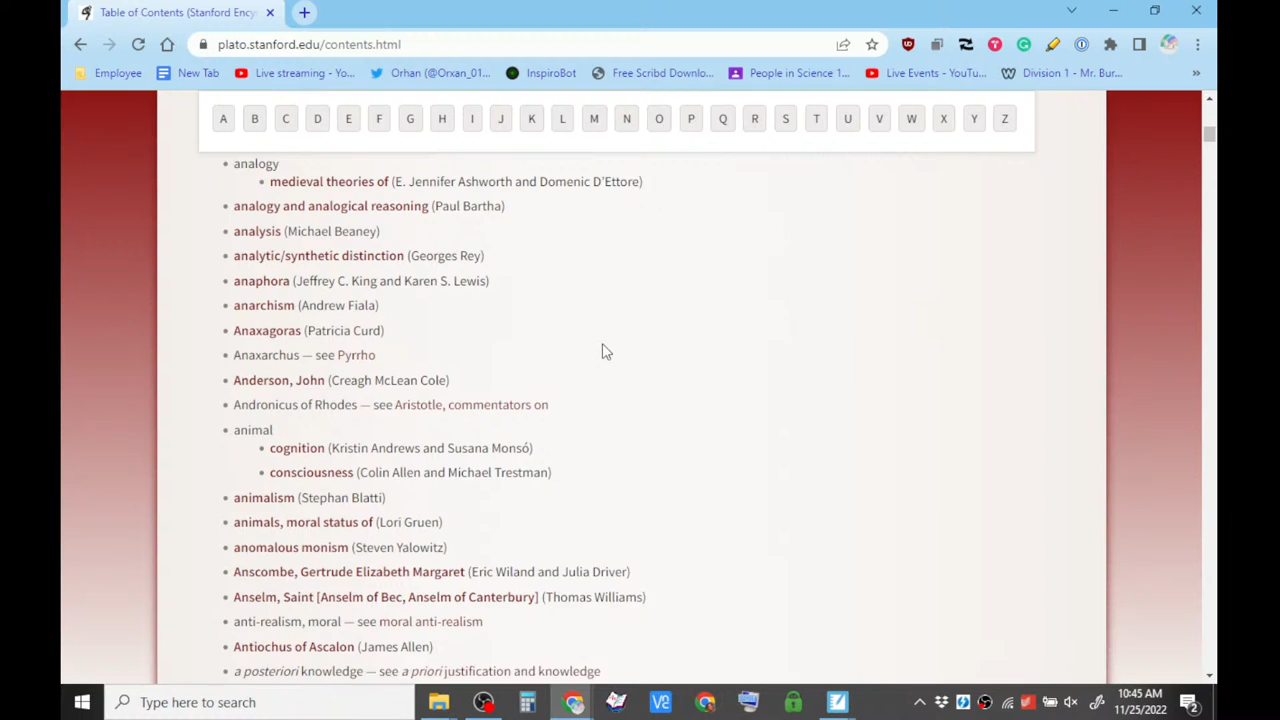 Table of Contents (Stanford Ency
plato.stanford.edu/contents.html
Employee New Tab Live streaming - Yo... Orhan (@Orxan_01... InspiroBot Free Scribd Downlo... People in Science 1... Live Events - YouTu... Division 1 - Mr. Bur... »
A B C D E F G H I J K L M N O P Q R S T U V W X Y Z
analogy
medieval theories of (E. Jennifer Ashworth and Domenic D'Ettore)
analogy and analogical reasoning (Paul Bartha)
analysis (Michael Beaney)
analytic/synthetic distinction (Georges Rey)
anaphora (Jeffrey C. King and Karen S. Lewis)
anarchism (Andrew Fiala)
Anaxagoras (Patricia Curd)
Anaxarchus — see Pyrrho
Anderson, John (Creagh McLean Cole)
Andronicus of Rhodes — see Aristotle, commentators on
animal
cognition (Kristin Andrews and Susana Monsó)
consciousness (Colin Allen and Michael Trestman)
animalism (Stephan Blatti)
animals, moral status of (Lori Gruen)
anomalous monism (Steven Yalowitz)
Anscombe, Gertrude Elizabeth Margaret (Eric Wiland and Julia Driver)
Anselm, Saint [Anselm of Bec, Anselm of Canterbury] (Thomas Williams)
anti-realism, moral — see moral anti-realism
Antiochus of Ascalon (James Allen)
a posteriori knowledge — see a priori justification and knowledge
Type here to search
10:45 AM
11/25/2022
2